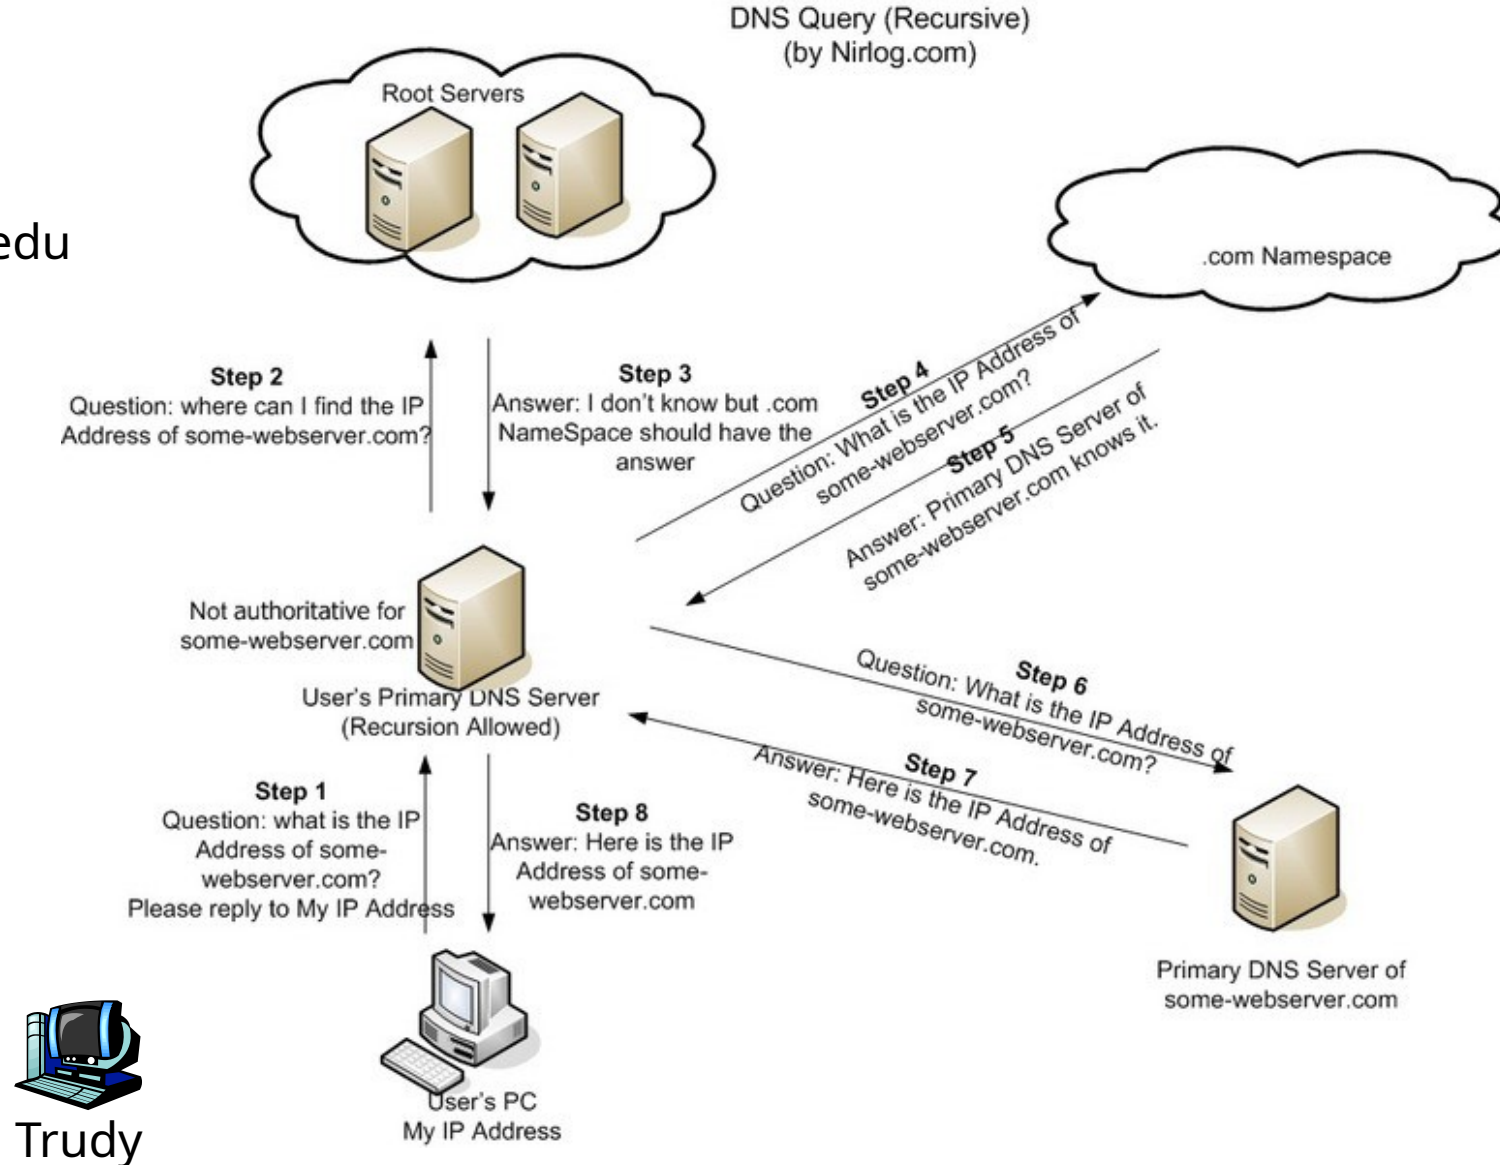 DNS Query (Recursive)
(by Nirlog.com)
Root Servers
edu
.com Namespace
Step 2
Question: where can I find the IP
Address of some-webserver.com?
Step 3
Answer: I don't know but .com
NameSpace should have the
answer
Step 4
Question: What is the IP Address of
some-webserver.com?
Step 5
Answer: Primary DNS Server of
some-webserver.com knows it.
Not authoritative for
some-webserver.com
User's Primary DNS Server
(Recursion Allowed)
Step 6
Question: What is the IP Address of
some-webserver.com?
Step 7
Answer: Here is the IP Address of
some-webserver.com.
Step 1
Question: what is the IP
Address of some-
webserver.com?
Please reply to My IP Address
Step 8
Answer: Here is the IP
Address of some-
webserver.com
Primary DNS Server of
some-webserver.com
User's PC
My IP Address
Trudy